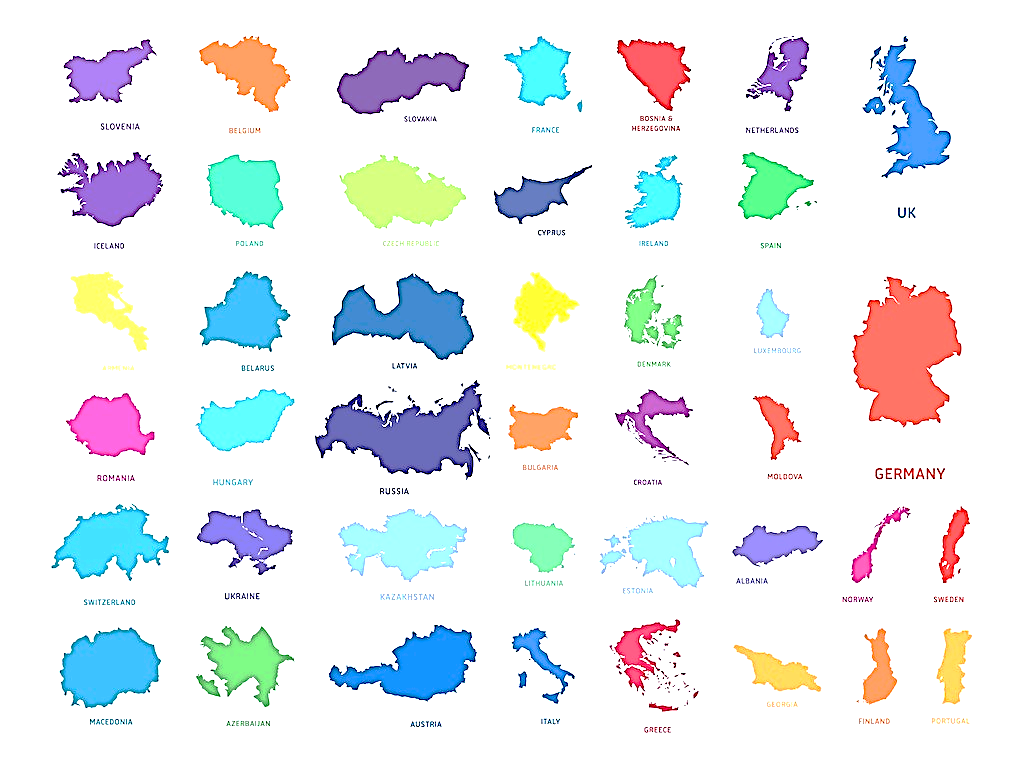 SLOVENIA
BELGIUM
SLOVAKIA
FRANCE
BOSNIA &
HERZEGOVINA
NETHERLANDS
UK
ICELAND
POLAND
CZECH REPUBLIC
CYPRUS
IRELAND
SPAIN
ARMENIA
BELARUS
LATVIA
MONTENEGRO
DENMARK
LUXEMBOURG
GERMANY
ROMANIA
HUNGARY
RUSSIA
BULGARIA
CROATIA
MOLDOVA
SWITZERLAND
UKRAINE
KAZAKHSTAN
LITHUANIA
ESTONIA
ALBANIA
NORWAY
SWEDEN
MACEDONIA
AZERBAIJAN
AUSTRIA
ITALY
GREECE
GEORGIA
FINLAND
PORTUGAL